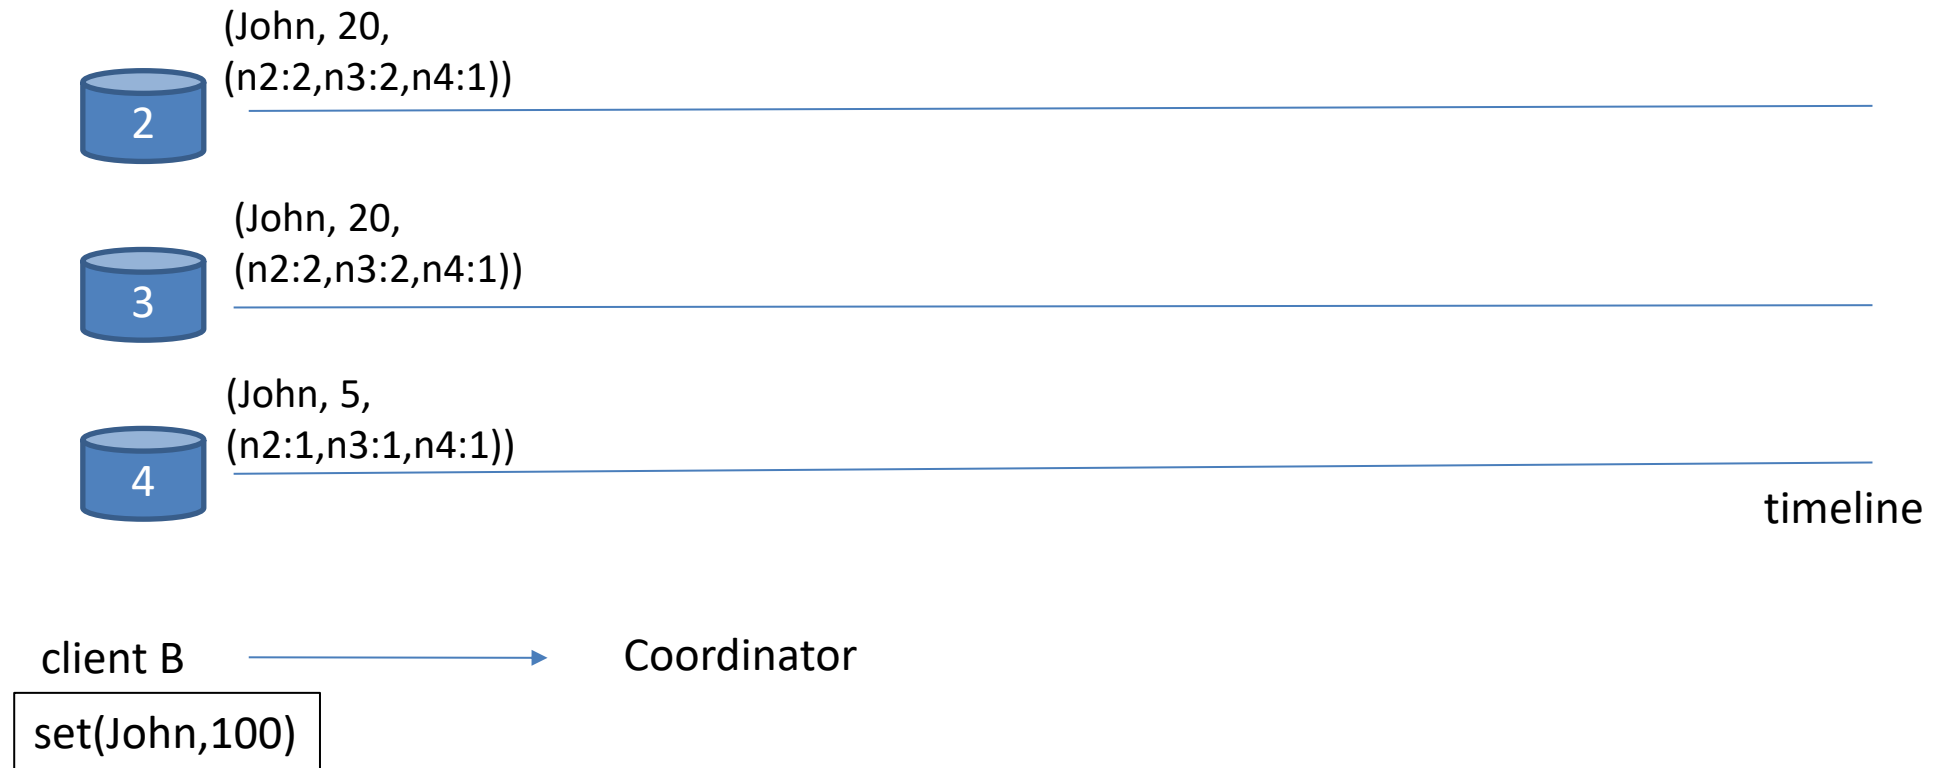 (John, 20,
(n2:2,n3:2,n4:1))
2
(John, 20,
(n2:2,n3:2,n4:1))
3
(John, 5,
(n2:1,n3:1,n4:1))
4
timeline
client B
Coordinator
set(John,100)